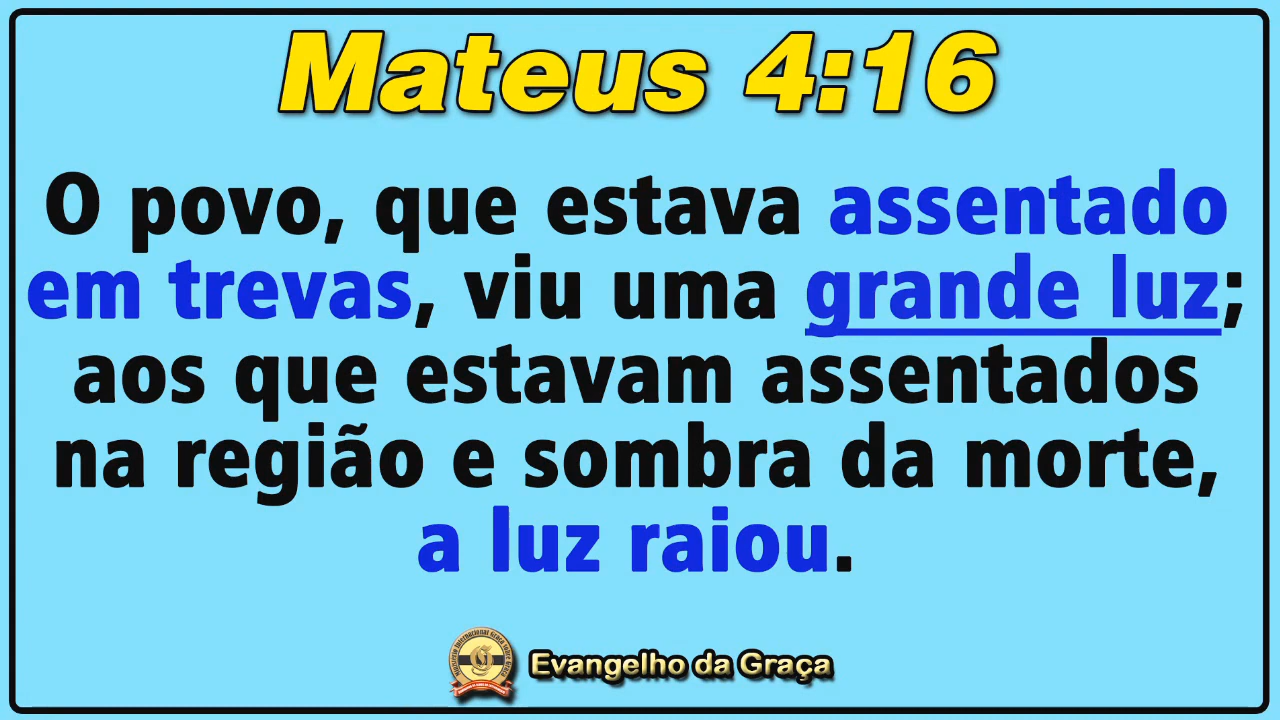 Mateus 4:16
O povo, que estava assentado
em trevas, viu uma grande luz;
aos que estavam assentados
na região e sombra da morte,
a luz raiou.
Evangelho da Graça